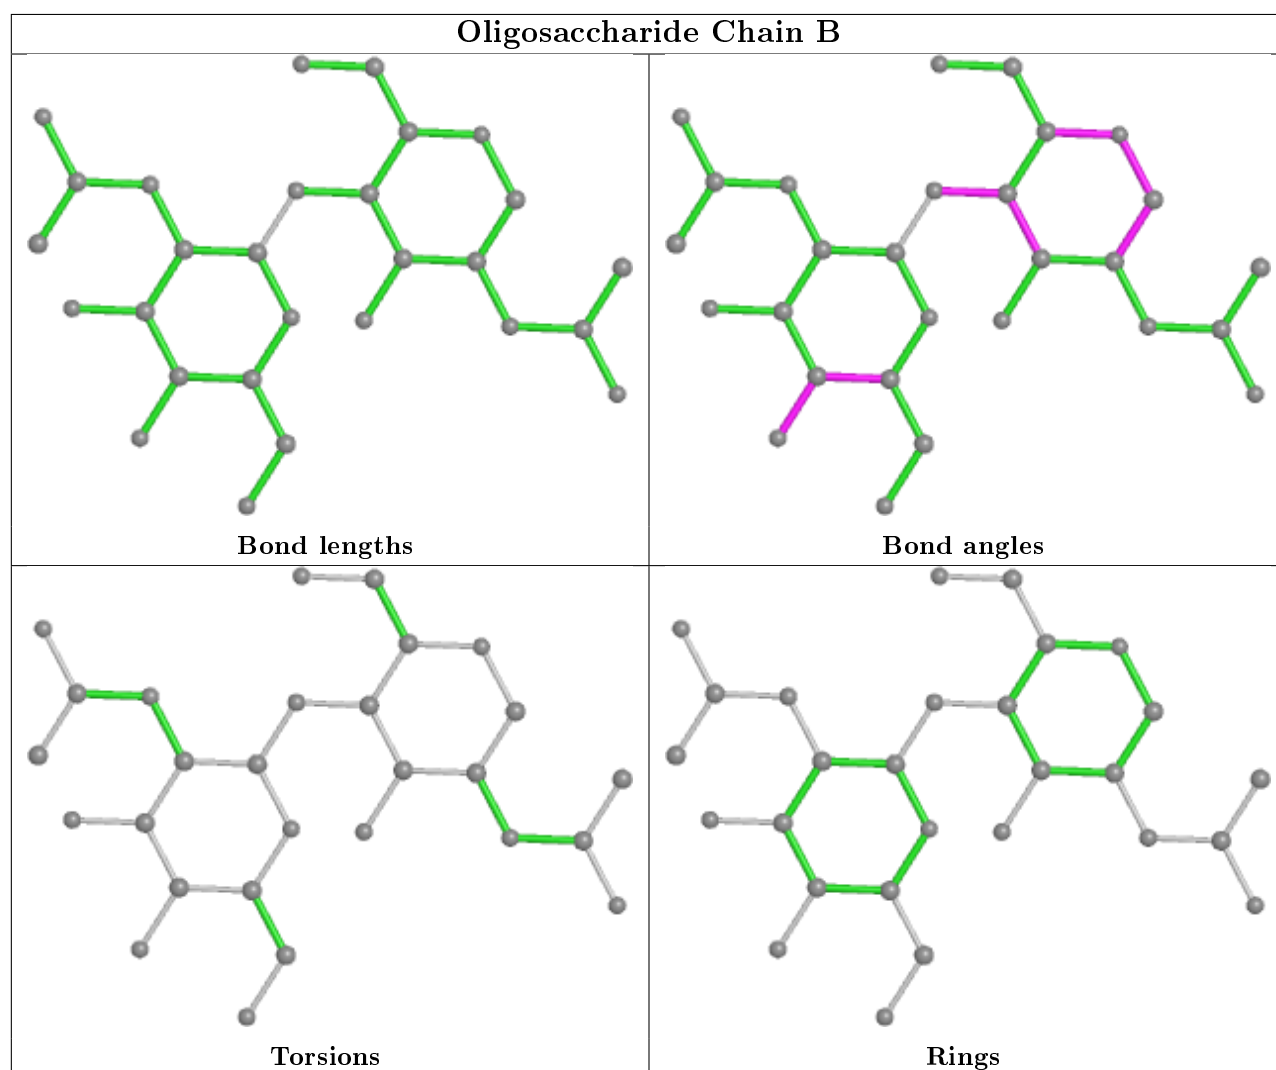 Oligosaccharide Chain B
Bond lengths
Bond angles
Torsions
Rings